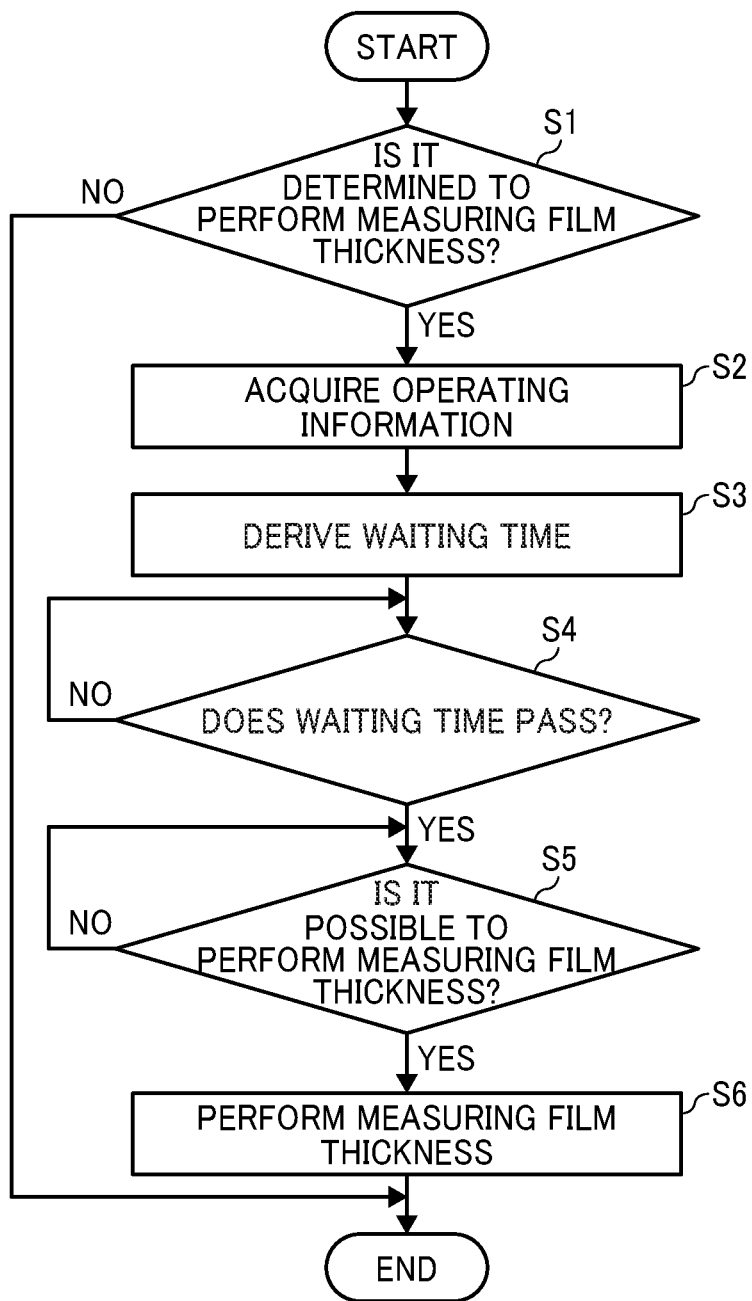 START
S1
IS IT
DETERMINED TO
PERFORM MEASURING FILM
THICKNESS?
NO
YES
S2
ACQUIRE OPERATING
INFORMATION
S3
DERIVE WAITING TIME
S4
NO
DOES WAITING TIME PASS?
YES
S5
IS IT
POSSIBLE TO
PERFORM MEASURING FILM
THICKNESS?
NO
YES
S6
PERFORM MEASURING FILM
THICKNESS
END